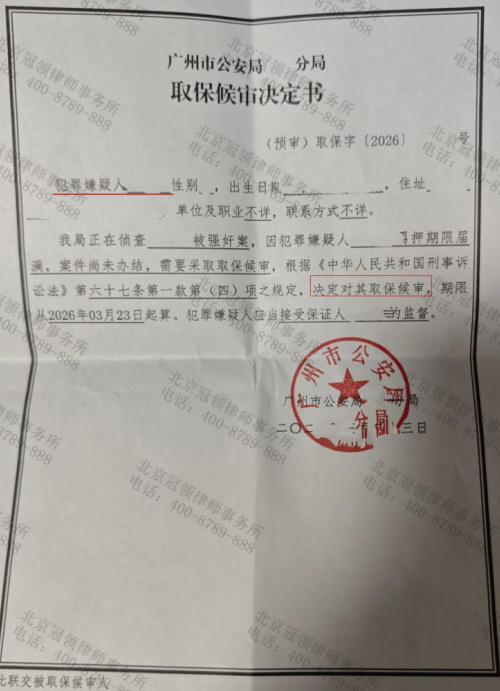 广州市公安局 分局
取保候审决定书
（预审）取保字〔2026〕 号
犯罪嫌疑人 性别 ，出生日期 ，住址
单位及职业不详，联系方式不详。
我局正在侦查 被强奸案，因犯罪嫌疑人 押期限届
满，案件尚未办结，需要采取取保候审，根据《中华人民共和国刑事诉
讼法》第六十七条第一款第（四）项之规定，决定对其取保候审，期限
从2026年03月23日起算。犯罪嫌疑人应当接受保证人 的监督。
广州市公安局 分局
二〇二 三日
广州市公安局
分局
此联交被取保候审人
北京冠领律师事务所
电话：400-8789-888